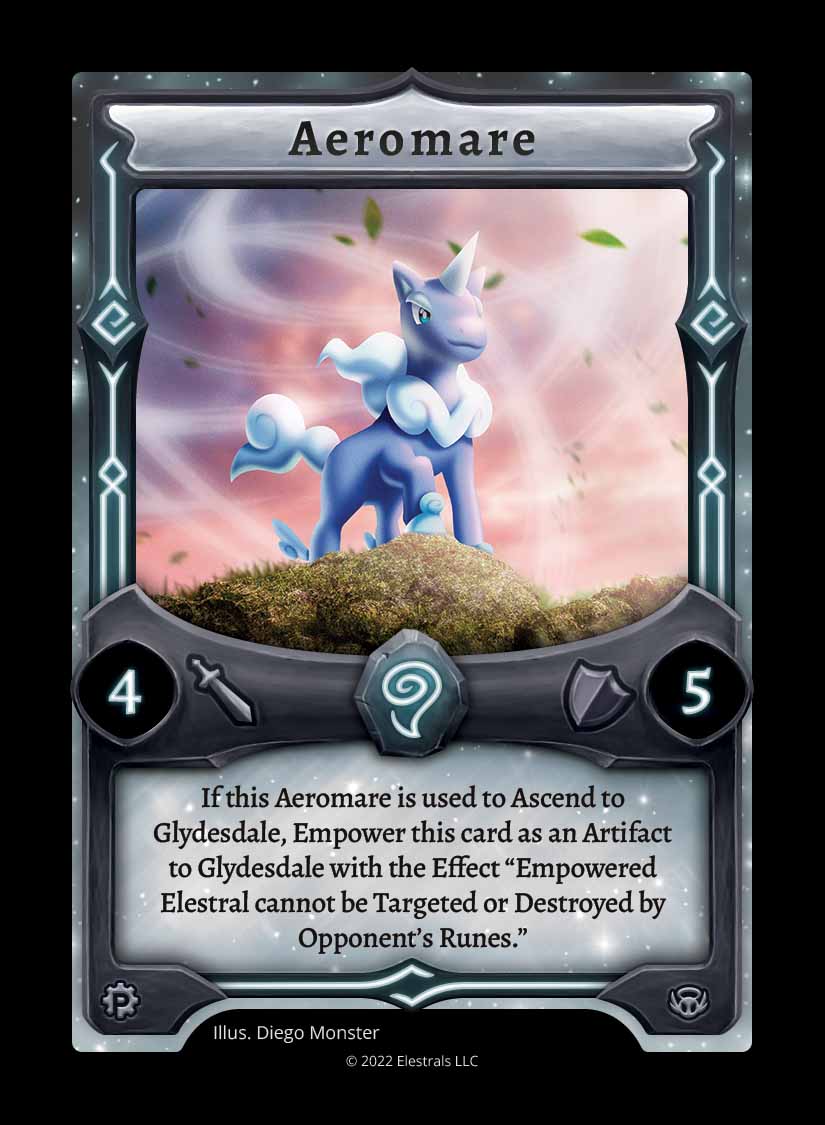 Aeromare
4
5
If this Aeromare is used to Ascend to
Glydesdale, Empower this card as an Artifact
to Glydesdale with the Effect “Empowered
Elestral cannot be Targeted or Destroyed by
Opponent’s Runes.”
P
Illus. Diego Monster
© 2022 Elestrals LLC